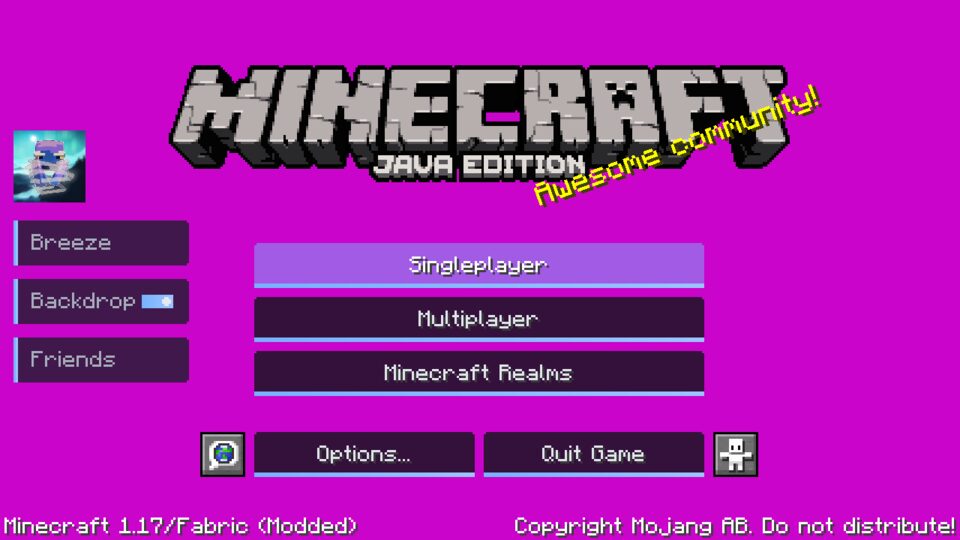 MINECRAFT
JAVA EDITION
Awesome community!
Breeze
Backdrop
Friends
Singleplayer
Multiplayer
Minecraft Realms
Options...
Quit Game
Minecraft 1.17/Fabric (Modded)
Copyright Mojang AB. Do not distribute!